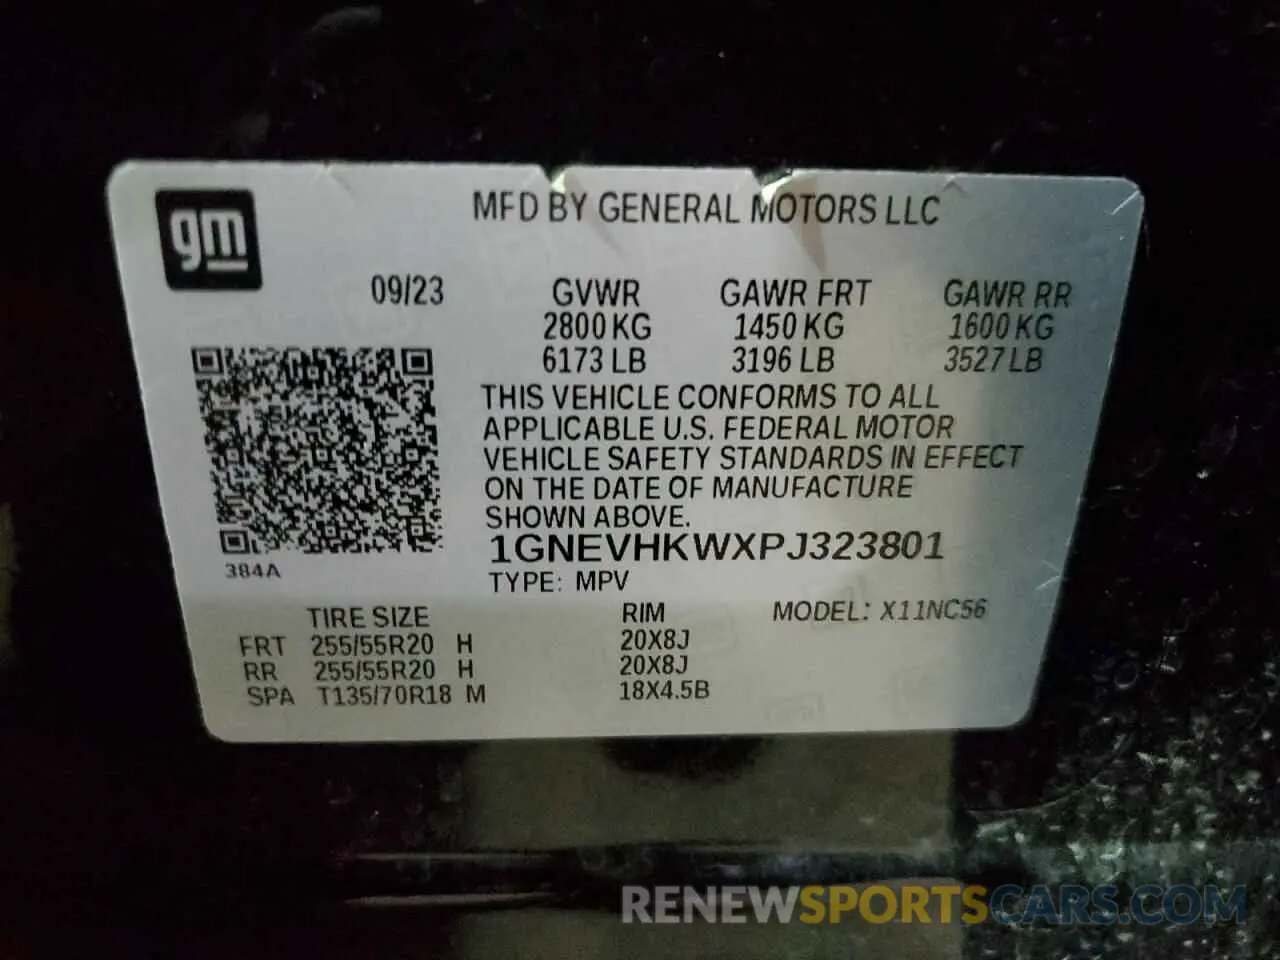 gm
MFD BY GENERAL MOTORS LLC
09/23 GVWR GAWR FRT GAWR RR
2800 KG 1450 KG 1600 KG
6173 LB 3196 LB 3527 LB
THIS VEHICLE CONFORMS TO ALL
APPLICABLE U.S. FEDERAL MOTOR
VEHICLE SAFETY STANDARDS IN EFFECT
ON THE DATE OF MANUFACTURE
SHOWN ABOVE.
1GNEVHKWXPJ323801
384A
TYPE: MPV
TIRE SIZE RIM MODEL: X11NC56
FRT 255/55R20 H 20X8J
RR 255/55R20 H 20X8J
SPA T135/70R18 M 18X4.5B
RENEWSPORTSCARS.COM